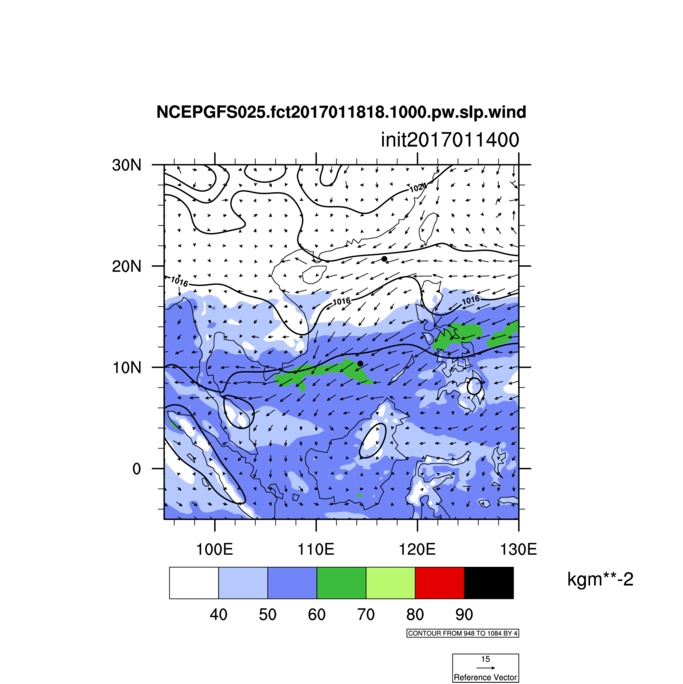 NCEPGFS025.fct2017011818.1000.pw.slp.wind
init2017011400
30N
1024
20N
1016
1016
1016
10N
0
100E 110E 120E 130E
kgm**-2
40 50 60 70 80 90
CONTOUR FROM 948 TO 1084 BY 4
15
Reference Vector